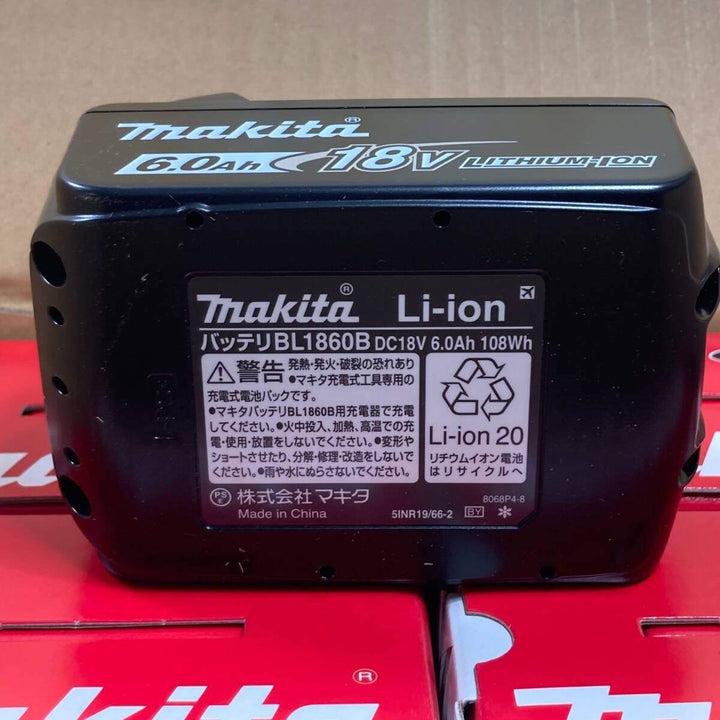 makita®
6.0Ah 18V LITHIUM-ION
makita® Li-ion
バッテリBL1860B DC18V 6.0Ah 108Wh
警告 発熱・発火・破裂の恐れあり
●マキタ充電式工具専用の
充電式電池パックです。
●マキタバッテリBL1860B用充電器で充電
してください。●火中投入、加熱、高温での充
電・使用・放置をしないでください。●変形や
ショートさせたり、分解・修理・改造をしないで
ください。●雨や水にぬらさないでください。
Li-ion 20
リチウムイオン電池
はリサイクルへ
PS E 株式会社マキタ
8068P4-8
Made in China
5INR19/66-2 BY
makita®